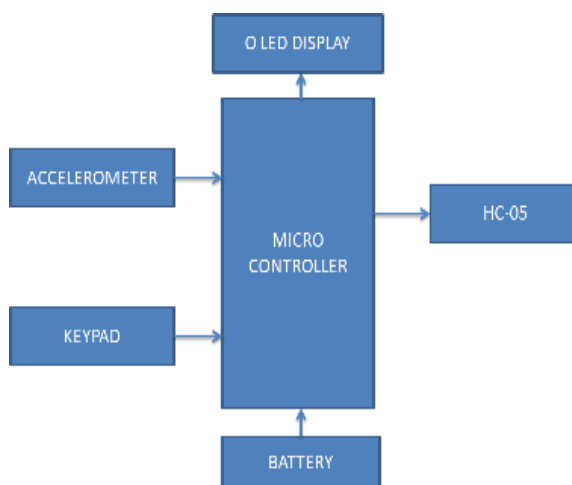 O LED DISPLAY
ACCELEROMETER
HC-05
MICRO
CONTROLLER
KEYPAD
BATTERY